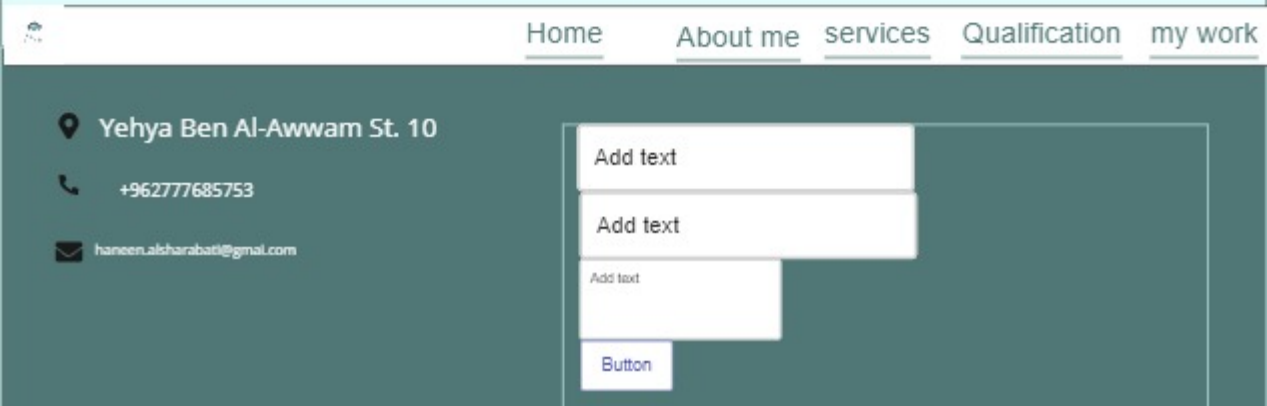 Home About me services Qualification my work
Yehya Ben Al-Awwam St. 10
+962777685753
haneen.alsharabati@gmai.com
Add text
Add text
Add text
Button